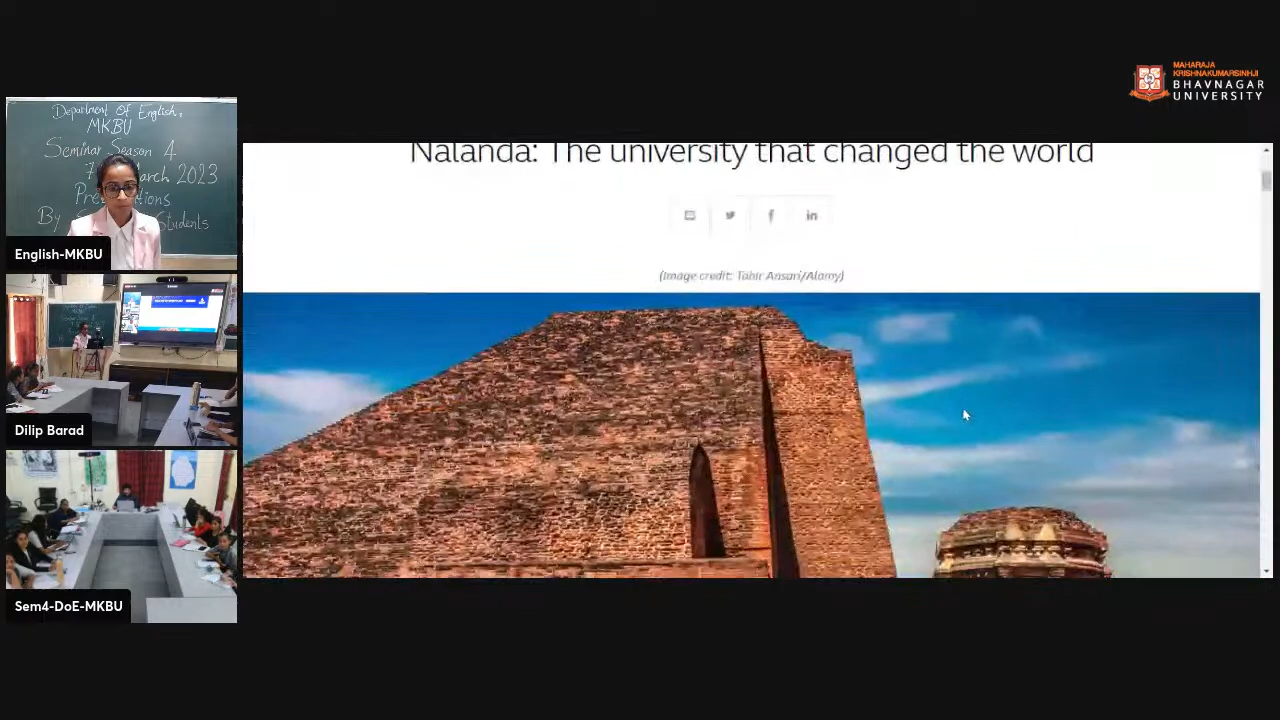 MAHARAJA
KRISHNAKUMARSINHJI
BHAVNAGAR
UNIVERSITY
Department Of English,
MKBU
Seminar Season 4
7 March 2023
By Students
English-MKBU
Dilip Barad
Sem4-DoE-MKBU
Nalanda: The university that changed the world
(Image credit: Tahir Ansari/Alamy)